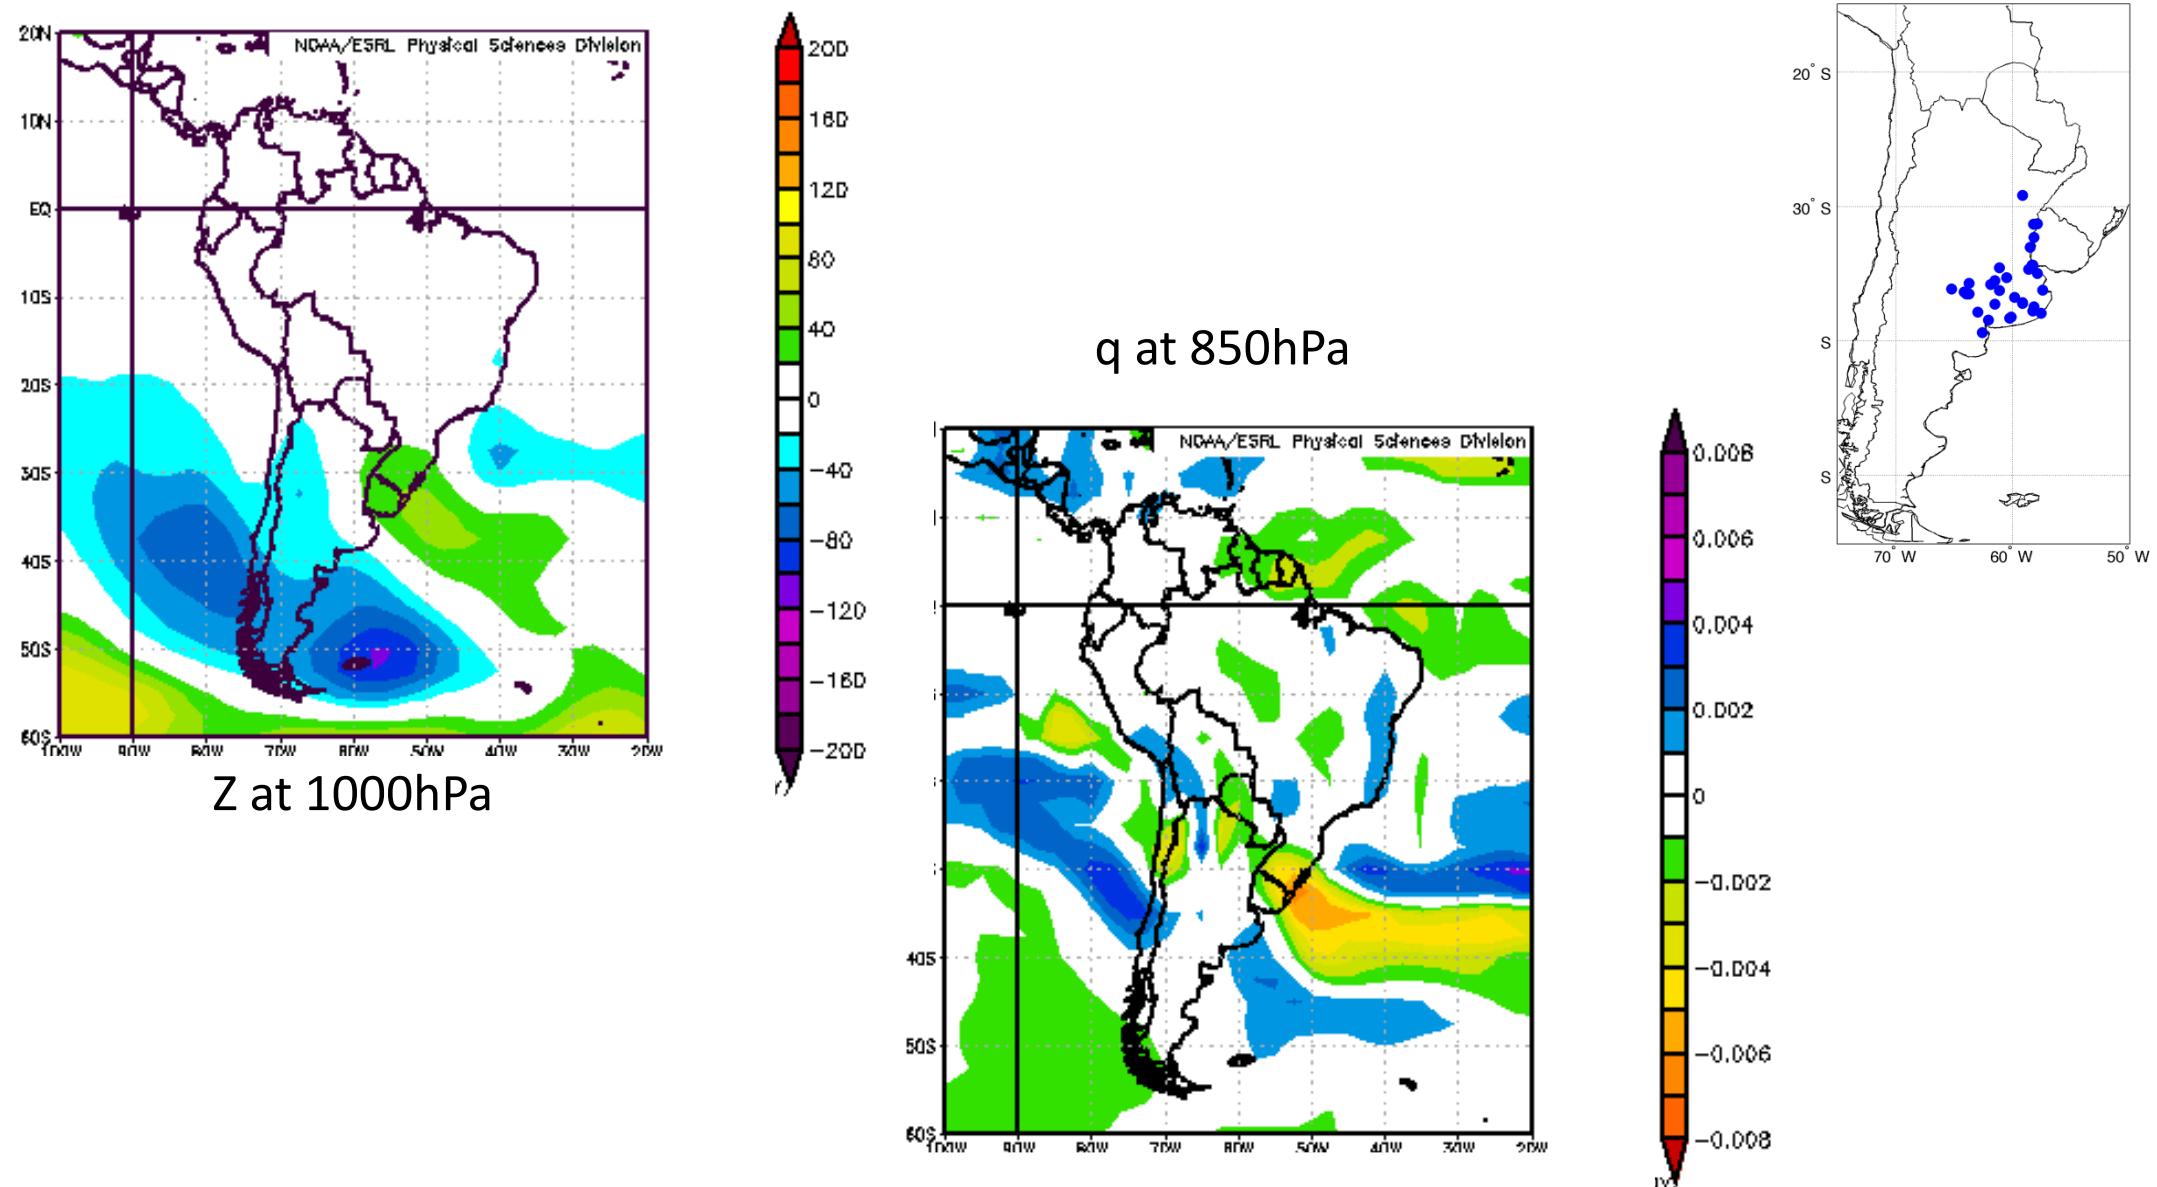 20N
NOAA/ESRL Physical Sciences Division
10N
EQ
10S
20S
30S
40S
50S
60S
100W 90W 80W 70W 60W 50W 40W 30W 20W
Z at 1000hPa
200
160
120
80
40
0
-40
-80
-120
-160
-200
q at 850hPa
NOAA/ESRL Physical Sciences Division
40S
50S
60S
100W 90W 80W 70W 60W 50W 40W 30W 20W
0.008
0.006
0.004
0.002
0
-0.002
-0.004
-0.006
-0.008
20° S
30° S
S
S
70° W 60° W 50° W